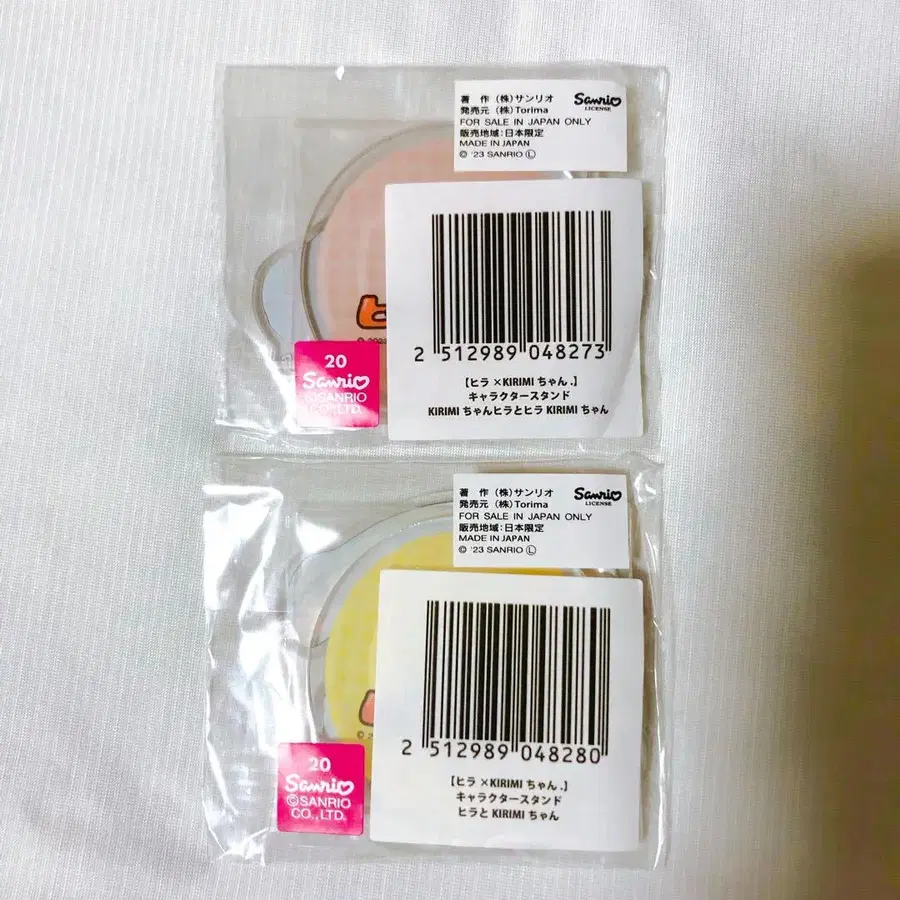 著 作 (株)サンリオ
Sanrio
LICENSE
発売元 (株)Torima
FOR SALE IN JAPAN ONLY
販売地域:日本限定
MADE IN JAPAN
© '23 SANRIO Ⓛ
ヒ
© 202
2 512989 048273
【ヒラ ×KIRIMI ちゃん .】
キャラクタースタンド
KIRIMI ちゃんヒラとヒラ KIRIMI ちゃん
20
Sanrio
©SANRIO
CO.,LTD.
著 作 (株)サンリオ
Sanrio
LICENSE
発売元 (株)Torima
FOR SALE IN JAPAN ONLY
販売地域:日本限定
MADE IN JAPAN
© '23 SANRIO Ⓛ
©
2 512989 048280
【ヒラ ×KIRIMI ちゃん .】
キャラクタースタンド
ヒラと KIRIMI ちゃん
20
Sanrio
©SANRIO
CO.,LTD.